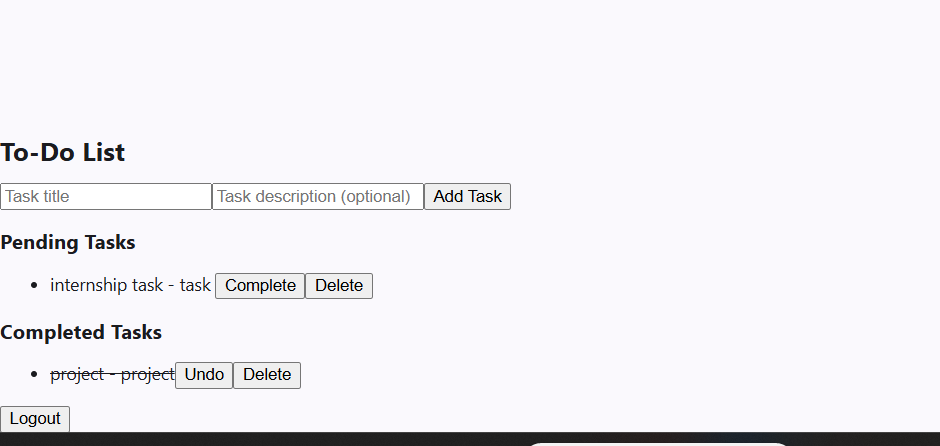 To-Do List
Task title Task description (optional) Add Task
Pending Tasks
internship task - task Complete Delete
Completed Tasks
project - project Undo Delete
Logout